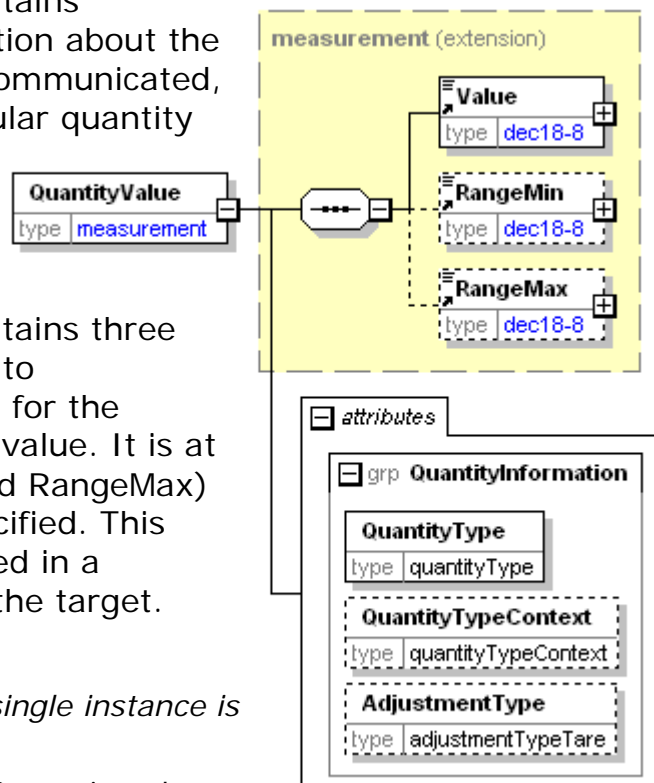 tains
tion about the
ommunicated,
ular quantity
measurement (extension)
Value
type dec18-8
RangeMin
type dec18-8
RangeMax
type dec18-8
QuantityValue
type measurement
tains three
to
for the
value. It is at
d RangeMax)
cified. This
ed in a
the target.
single instance is
attributes
grp QuantityInformation
QuantityType
type quantityType
QuantityTypeContext
type quantityTypeContext
AdjustmentType
type adjustmentTypeTare